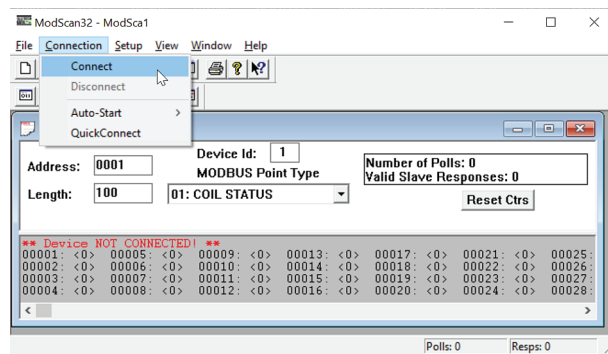 ModScan32 - ModSca1
File Connection Setup View Window Help
Connect
Disconnect
Auto-Start
QuickConnect
Address: 0001
Device Id: 1
MODBUS Point Type
Length: 100
01: COIL STATUS
Number of Polls: 0
Valid Slave Responses: 0
Reset Ctrs
** Device NOT CONNECTED! **
00001: <0> 00005: <0> 00009: <0> 00013: <0> 00017: <0> 00021: <0> 00025:
00002: <0> 00006: <0> 00010: <0> 00014: <0> 00018: <0> 00022: <0> 00026:
00003: <0> 00007: <0> 00011: <0> 00015: <0> 00019: <0> 00023: <0> 00027:
00004: <0> 00008: <0> 00012: <0> 00016: <0> 00020: <0> 00024: <0> 00028:
Polls: 0 Resps: 0